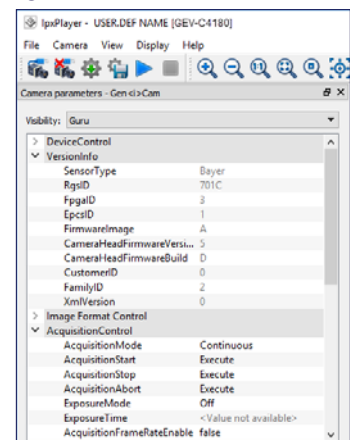 IpxPlayer - USER.DEF NAME [GEV-C4180]
File Camera View Display Help
Camera parameters - Gen<i>Cam
Visibility: Guru
DeviceControl
VersionInfo
SensorType Bayer
RgsID 701C
FpgaID 3
EpcsID 1
FirmwareImage A
CameraHeadFirmwareVersi... 5
CameraHeadFirmwareBuild D
CustomerID 0
FamilyID 2
XmlVersion 0
Image Format Control
AcquisitionControl
AcquisitionMode Continuous
AcquisitionStart Execute
AcquisitionStop Execute
AcquisitionAbort Execute
ExposureMode Off
ExposureTime <Value not available>
AcquisitionFrameRateEnable false